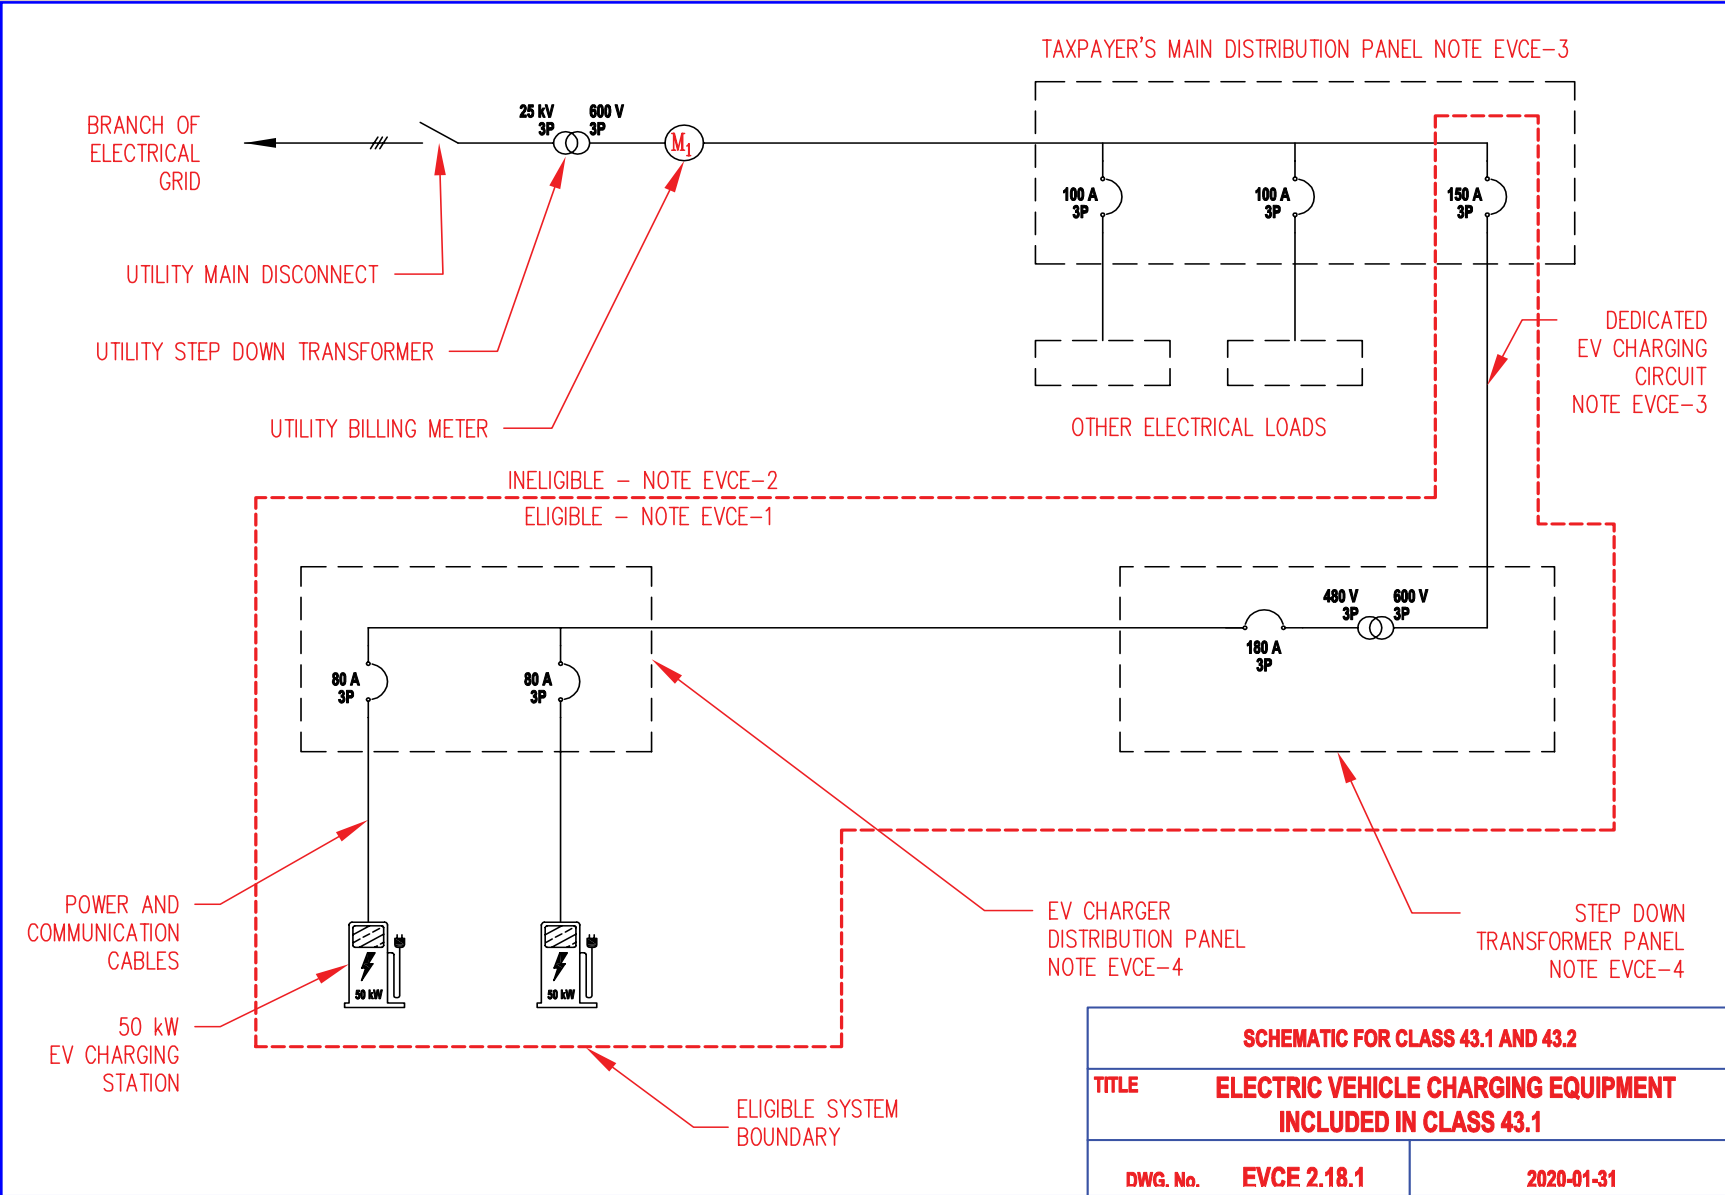 TAXPAYER'S MAIN DISTRIBUTION PANEL NOTE EVCE-3
BRANCH OF
ELECTRICAL
GRID
25 kV
3P
600 V
3P
M1
100 A
3P
100 A
3P
150 A
3P
UTILITY MAIN DISCONNECT
UTILITY STEP DOWN TRANSFORMER
UTILITY BILLING METER
OTHER ELECTRICAL LOADS
DEDICATED
EV CHARGING
CIRCUIT
NOTE EVCE-3
INELIGIBLE - NOTE EVCE-2
ELIGIBLE - NOTE EVCE-1
480 V
3P
600 V
3P
180 A
3P
80 A
3P
80 A
3P
POWER AND
COMMUNICATION
CABLES
50 kW
50 kW
50 kW
EV CHARGING
STATION
EV CHARGER
DISTRIBUTION PANEL
NOTE EVCE-4
STEP DOWN
TRANSFORMER PANEL
NOTE EVCE-4
ELIGIBLE SYSTEM
BOUNDARY
SCHEMATIC FOR CLASS 43.1 AND 43.2
TITLE
ELECTRIC VEHICLE CHARGING EQUIPMENT
INCLUDED IN CLASS 43.1
DWG. No. EVCE 2.18.1
2020-01-31